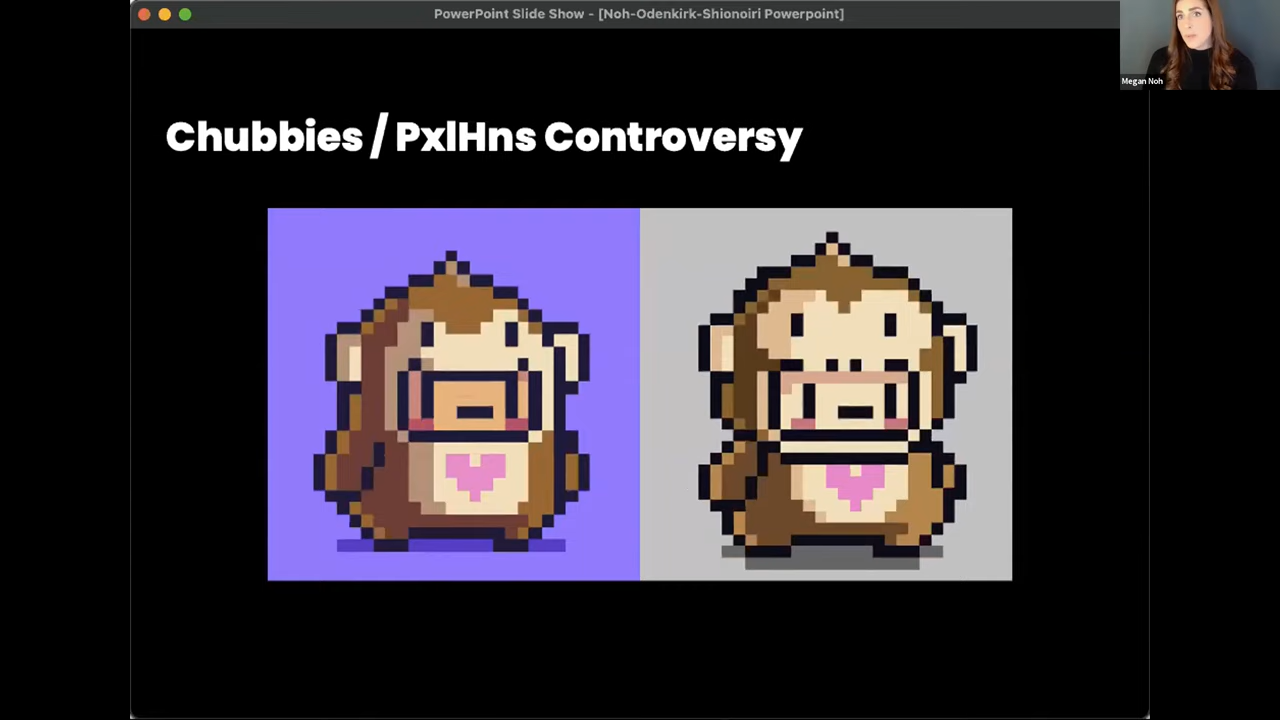 PowerPoint Slide Show - [Noh-Odenkirk-Shionoiri Powerpoint]
Megan Noh
Chubbies / PxlHns Controversy